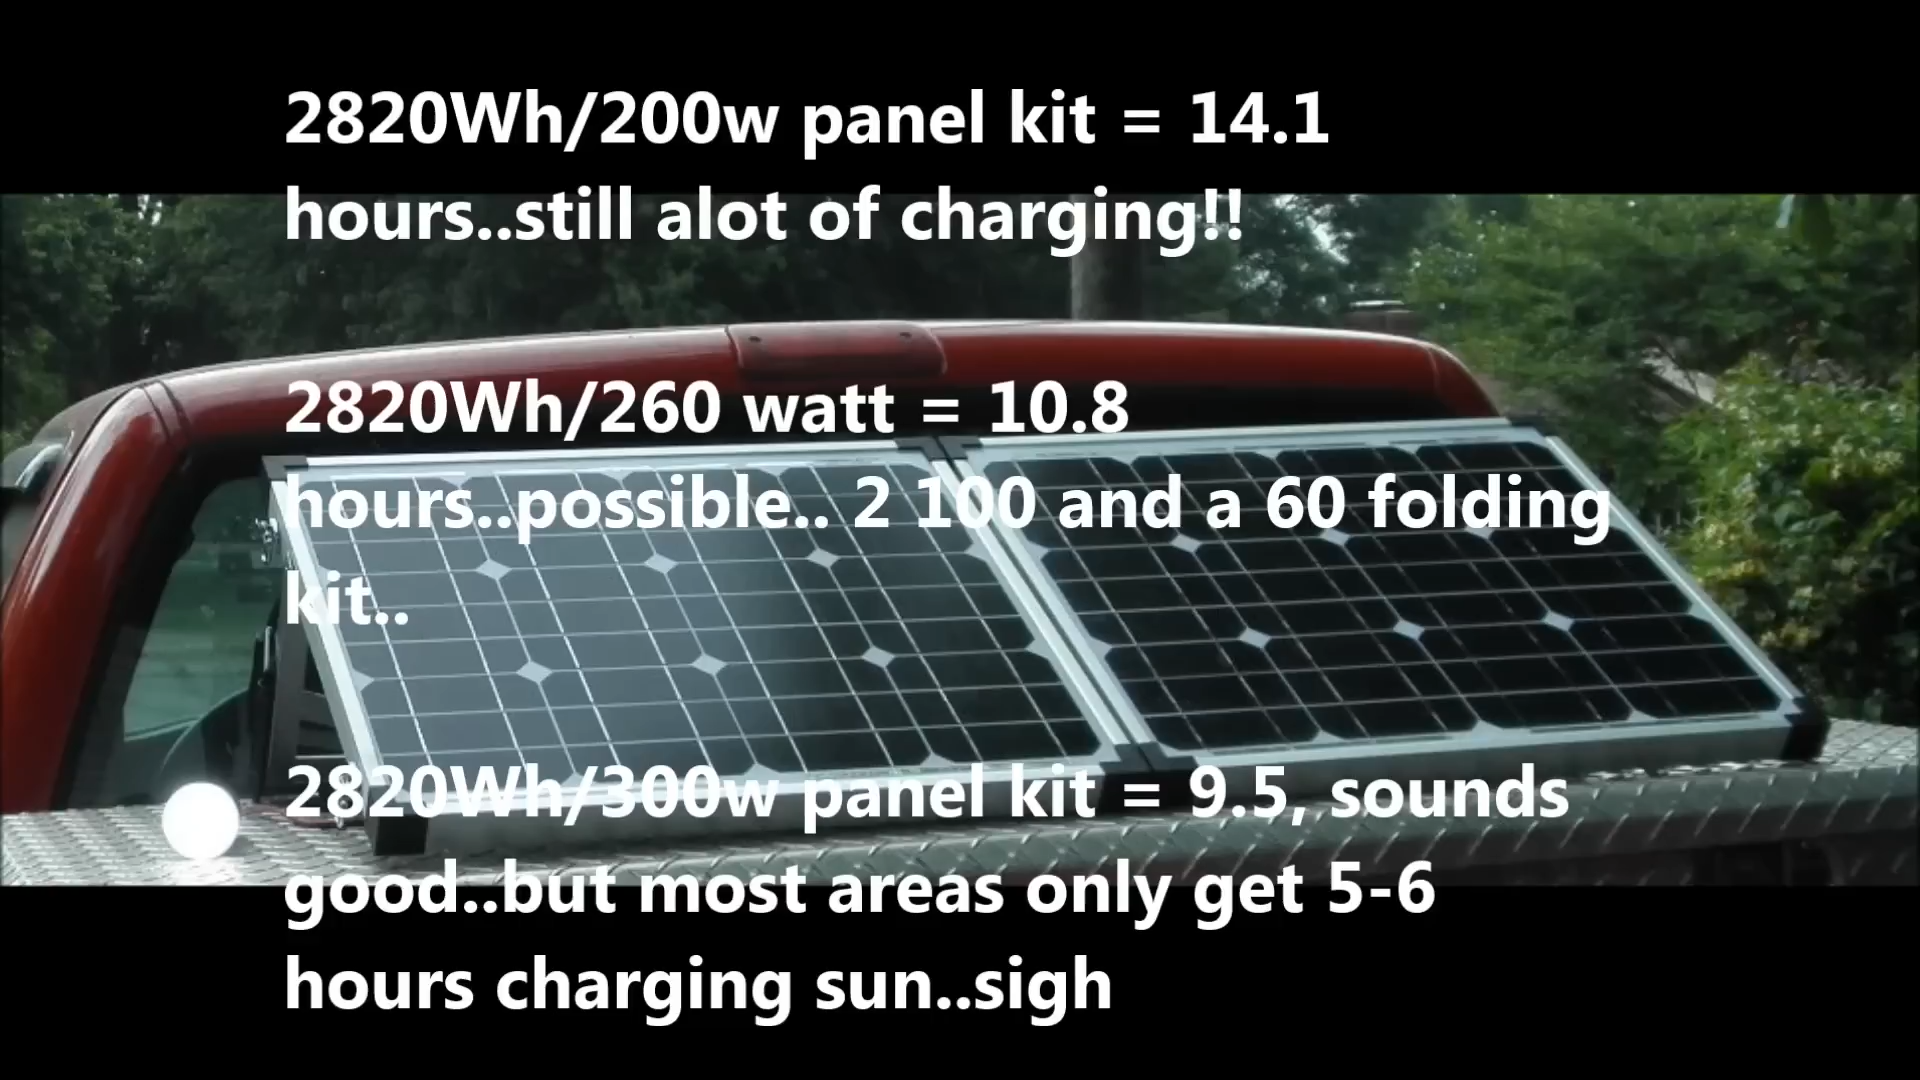 2820Wh/200w panel kit = 14.1
hours..still alot of charging!!
2820Wh/260 watt = 10.8
hours..possible.. 2 100 and a 60 folding
kit..
2820Wh/300w panel kit = 9.5, sounds
good..but most areas only get 5-6
hours charging sun..sigh